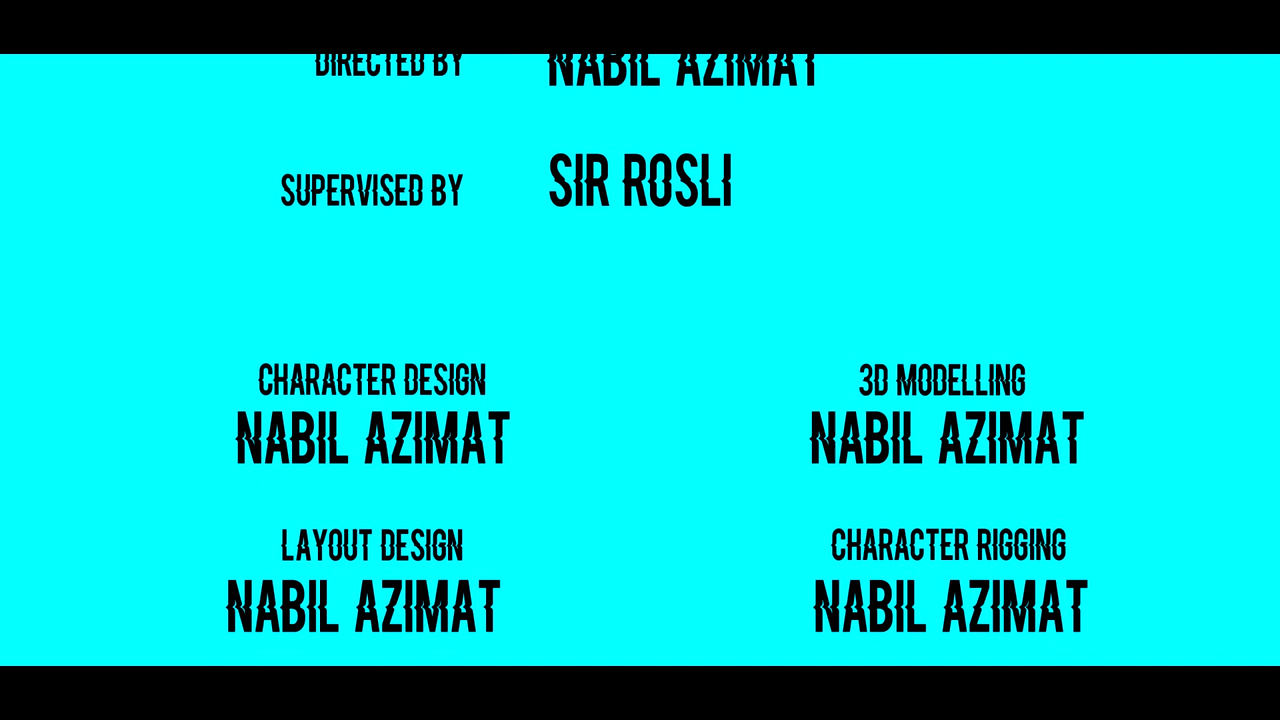 DIRECTED BY NABIL AZIMAT
SUPERVISED BY SIR ROSLI
CHARACTER DESIGN
NABIL AZIMAT
3D MODELLING
NABIL AZIMAT
LAYOUT DESIGN
NABIL AZIMAT
CHARACTER RIGGING
NABIL AZIMAT